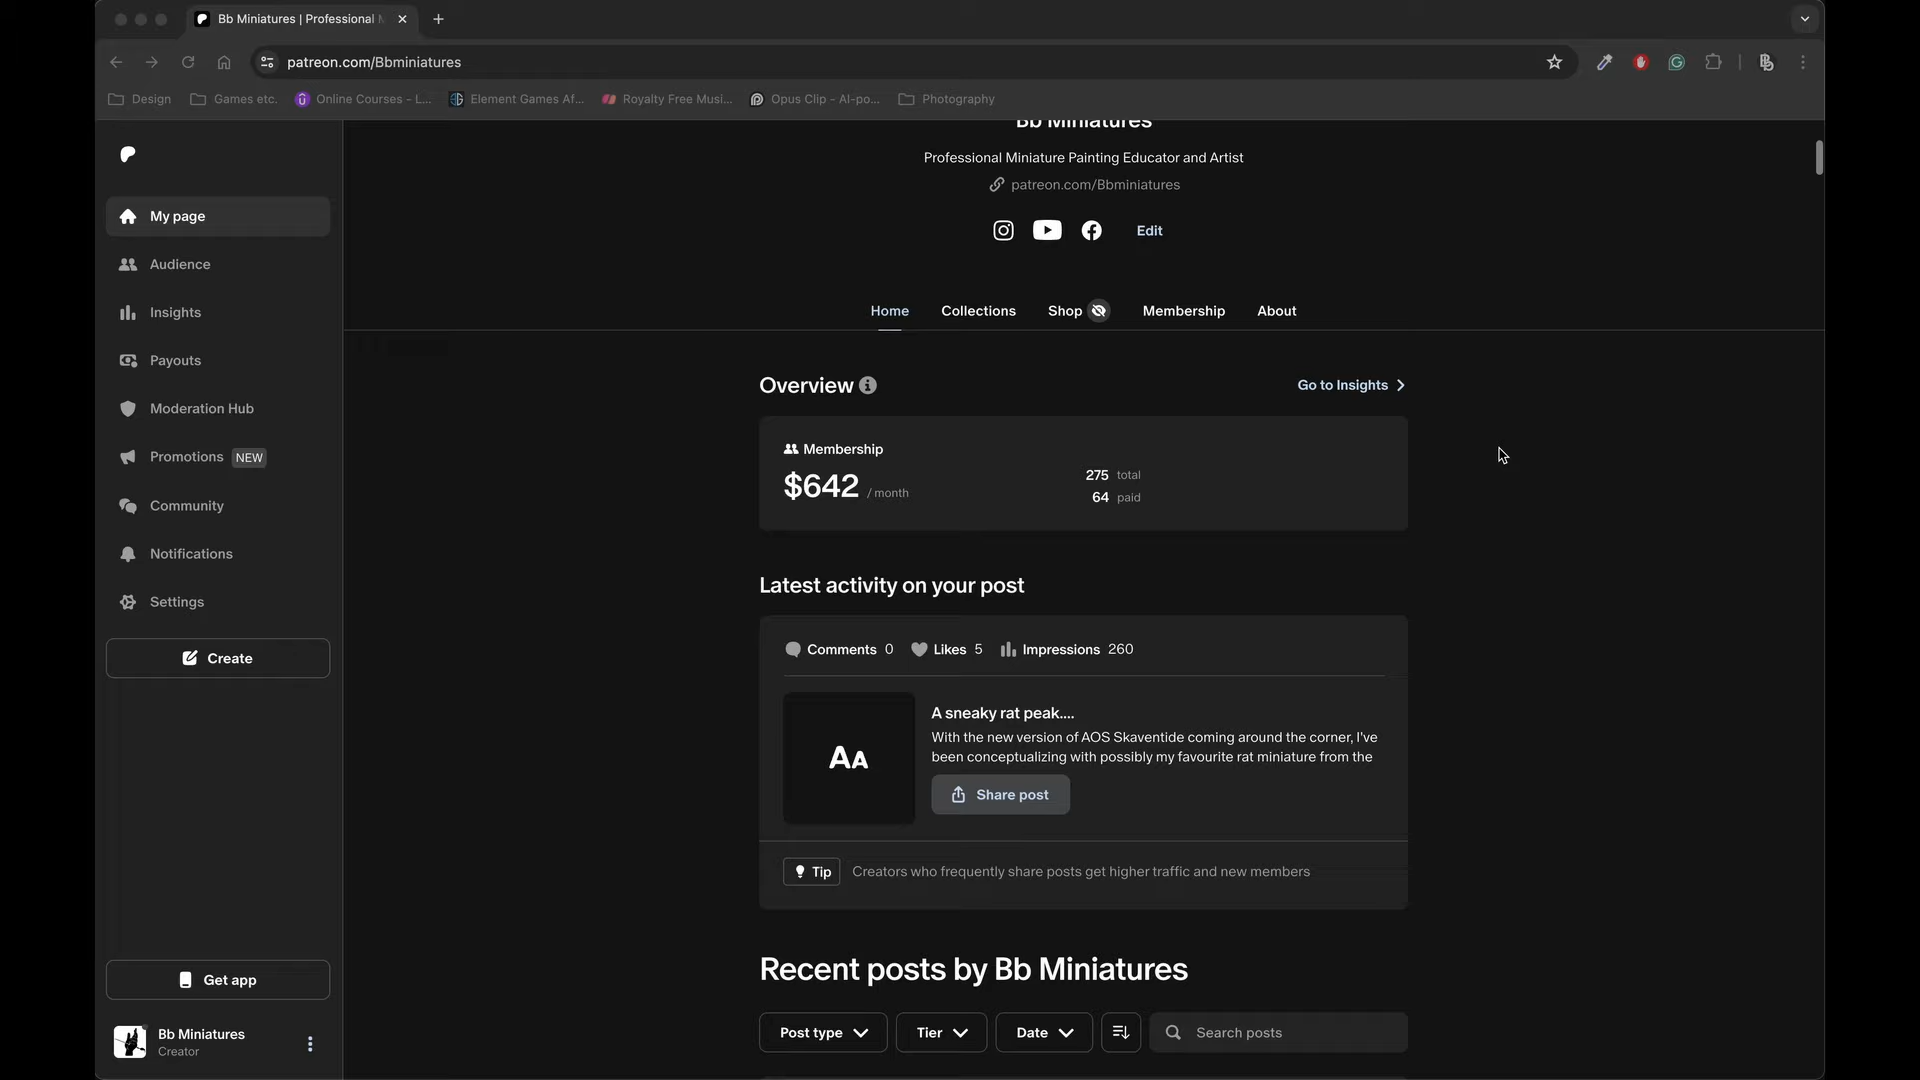 Bb Miniatures | Professional
patreon.com/Bbminiatures
Design
Games etc.
Online Courses – L...
Element Games Af...
Royalty Free Musi...
Opus Clip - AI-po...
Photography
Bb Miniatures
Professional Miniature Painting Educator and Artist
patreon.com/Bbminiatures
Edit
My page
Audience
Insights
Payouts
Moderation Hub
Promotions NEW
Community
Notifications
Settings
Create
Get app
Bb Miniatures
Creator
Home
Collections
Shop
Membership
About
Overview
Go to Insights
Membership
$642 / month
275 total
64 paid
Latest activity on your post
Comments 0 Likes 5 Impressions 260
AA
A sneaky rat peak....
With the new version of AOS Skaventide coming around the corner, I've
been conceptualizing with possibly my favourite rat miniature from the
Share post
Tip
Creators who frequently share posts get higher traffic and new members
Recent posts by Bb Miniatures
Post type
Tier
Date
Search posts